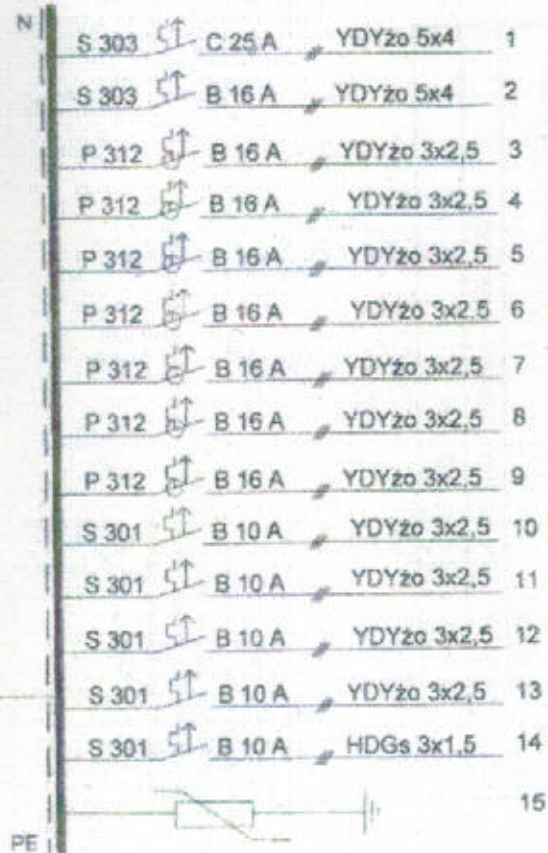 N
S 303 C 25 A YDYżo 5x4 1
S 303 B 16 A YDYżo 5x4 2
P 312 B 16 A YDYżo 3x2,5 3
P 312 B 16 A YDYżo 3x2,5 4
P 312 B 16 A YDYżo 3x2,5 5
P 312 B 16 A YDYżo 3x2.5 6
P 312 B 16 A YDYżo 3x2,5 7
P 312 B 16 A YDYżo 3x2,5 8
P 312 B 16 A YDYżo 3x2,5 9
S 301 B 10 A YDYżo 3x2,5 10
S 301 B 10 A YDYżo 3x2,5 11
S 301 B 10 A YDYżo 3x2,5 12
S 301 B 10 A YDYżo 3x2,5 13
S 301 B 10 A HDGs 3x1,5 14
15
PE